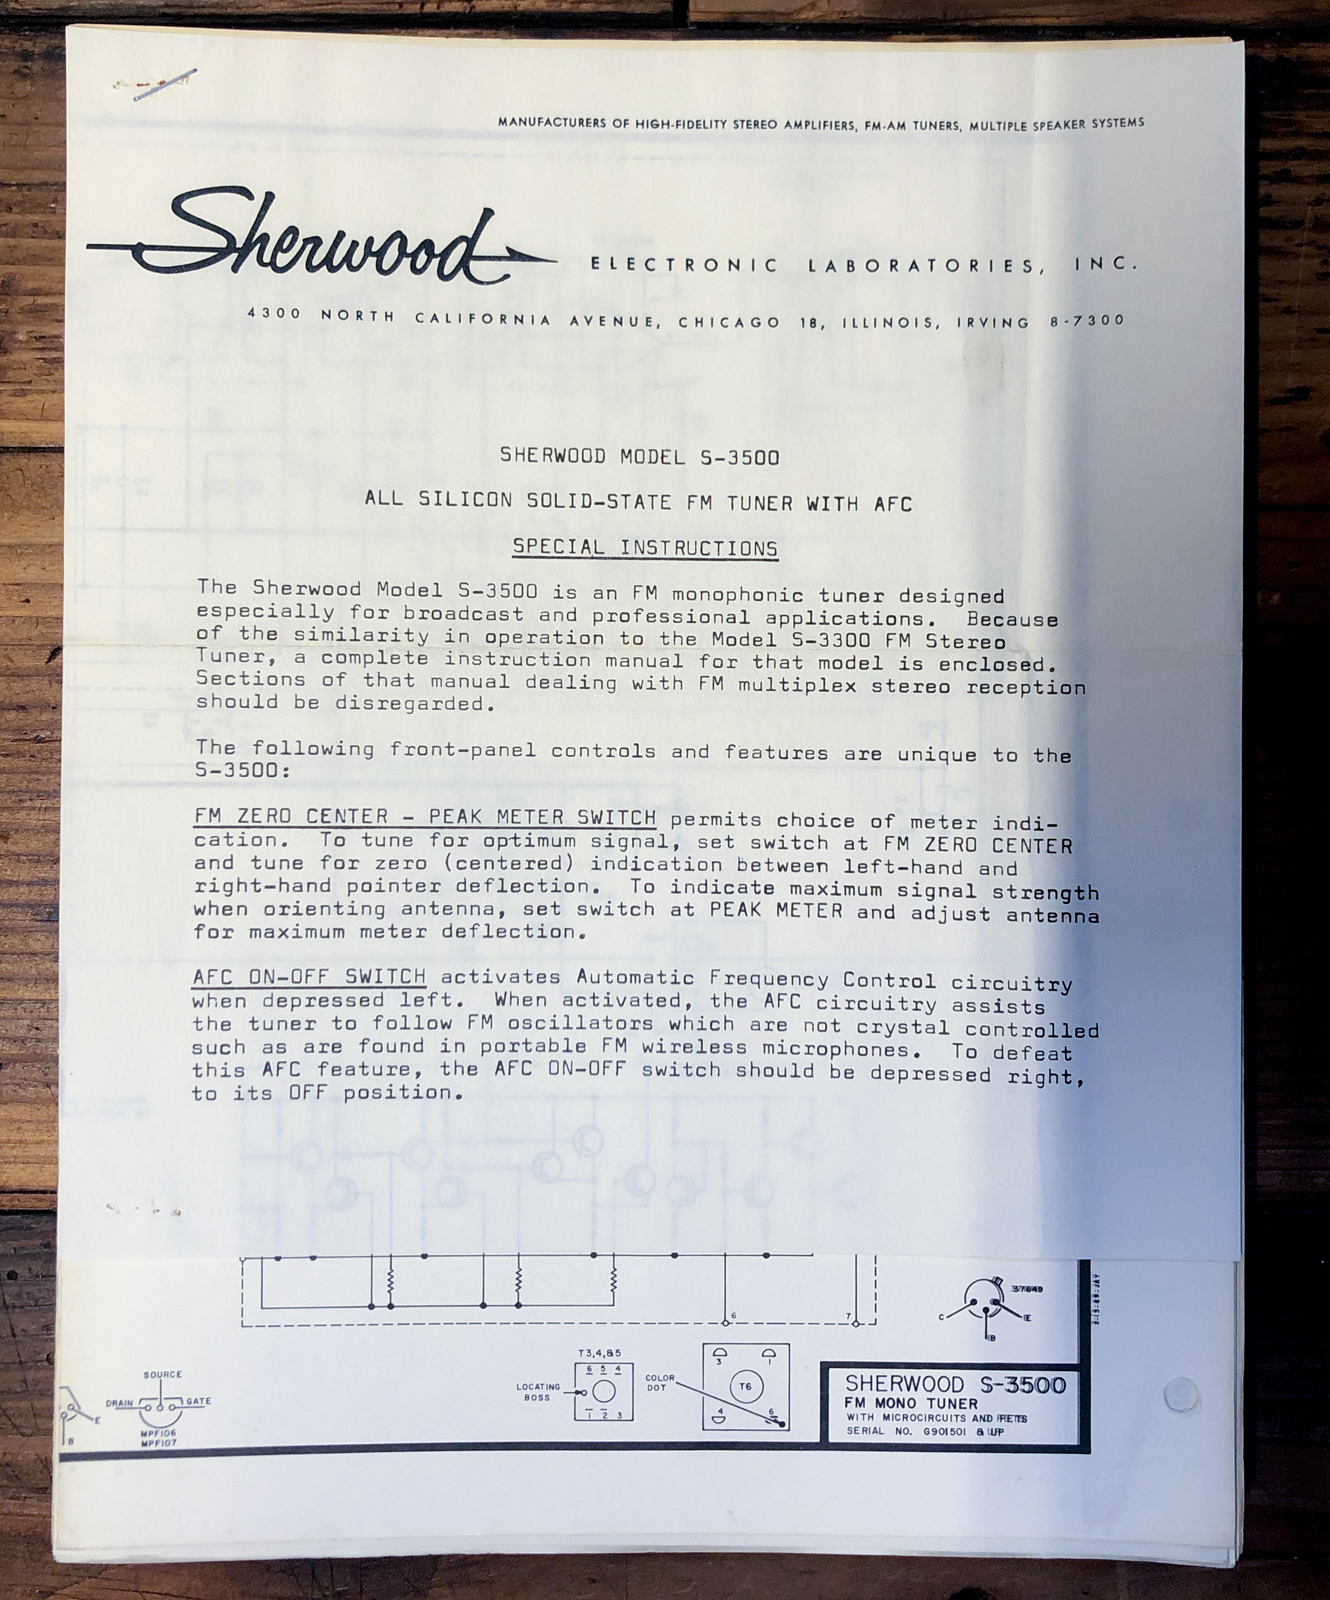 MANUFACTURERS OF HIGH-FIDELITY STEREO AMPLIFIERS, FM-AM TUNERS, MULTIPLE SPEAKER SYSTEMS
Sherwood ELECTRONIC LABORATORIES, INC.
4300 NORTH CALIFORNIA AVENUE, CHICAGO 18, ILLINOIS, IRVING 8-7300
SHERWOOD MODEL S-3500
ALL SILICON SOLID-STATE FM TUNER WITH AFC
SPECIAL INSTRUCTIONS
The Sherwood Model S-3500 is an FM monophonic tuner designed
especially for broadcast and professional applications. Because
of the similarity in operation to the Model S-3300 FM Stereo
Tuner, a complete instruction manual for that model is enclosed.
Sections of that manual dealing with FM multiplex stereo reception
should be disregarded.
The following front-panel controls and features are unique to the
S-3500:
FM ZERO CENTER - PEAK METER SWITCH permits choice of meter indi-
cation. To tune for optimum signal, set switch at FM ZERO CENTER
and tune for zero (centered) indication between left-hand and
right-hand pointer deflection. To indicate maximum signal strength
when orienting antenna, set switch at PEAK METER and adjust antenna
for maximum meter deflection.
AFC ON-OFF SWITCH activates Automatic Frequency Control circuitry
when depressed left. When activated, the AFC circuitry assists
the tuner to follow FM oscillators which are not crystal controlled
such as are found in portable FM wireless microphones. To defeat
this AFC feature, the AFC ON-OFF switch should be depressed right,
to its OFF position.
6 7
C E
B
E
B
SOURCE
DRAIN GATE
MPF106
MPF107
T3,4,&5
6 5 4
LOCATING
BOSS
1 2 3
COLOR
DOT
3 1
T6
4 6
SHERWOOD S-3500
FM MONO TUNER
WITH MICROCIRCUITS AND FETS
SERIAL NO. G901501 & UP